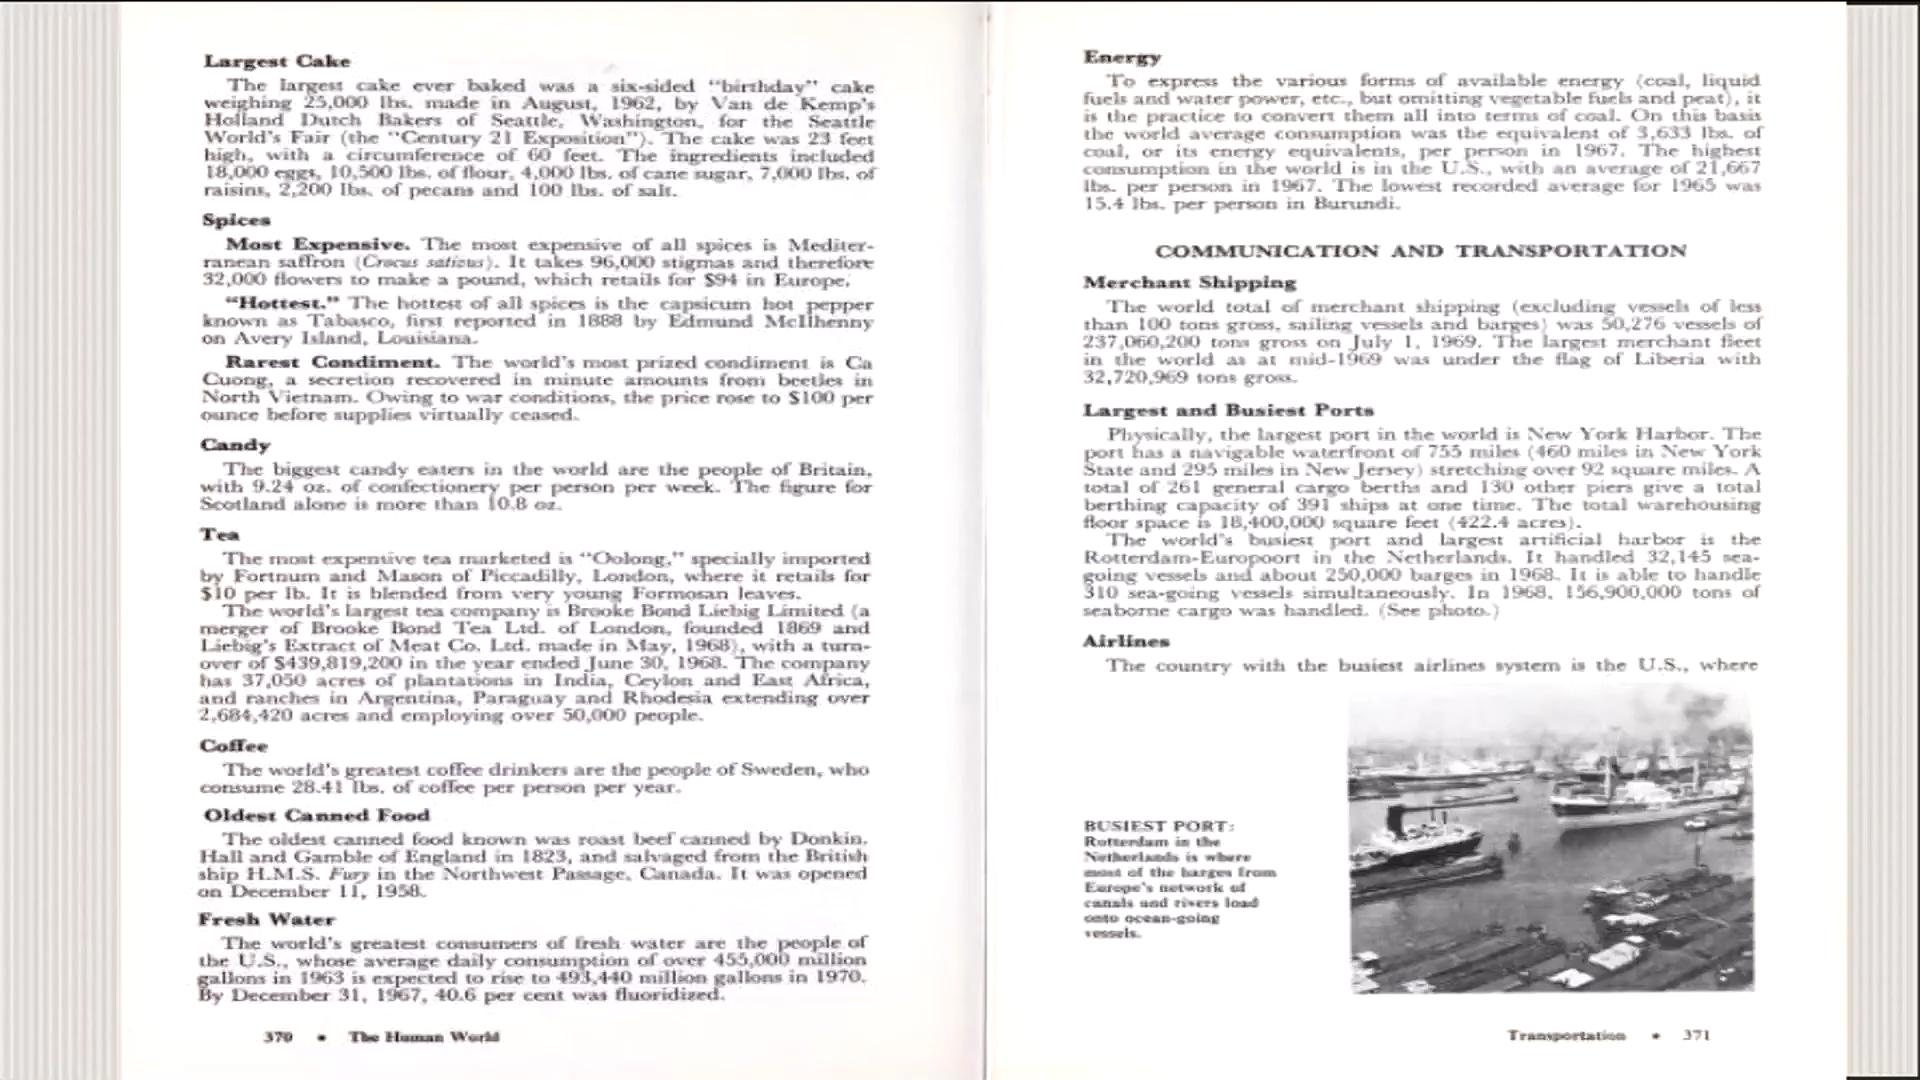 Largest Cake
The largest cake ever baked was a six-sided "birthday" cake
weighing 25,000 lbs. made in August, 1962, by Van de Kemp's
Holland Dutch Bakers of Seattle, Washington, for the Seattle
World's Fair (the "Century 21 Exposition"). The cake was 23 feet
high, with a circumference of 60 feet. The ingredients included
18,000 eggs, 10,500 lbs. of flour, 4,000 lbs. of cane sugar, 7,000 lbs. of
raisins, 2,200 lbs. of pecans and 100 lbs. of salt.
Spices
Most Expensive. The most expensive of all spices is Mediter-
ranean saffron (Crocus sativus). It takes 96,000 stigmas and therefore
32,000 flowers to make a pound, which retails for $94 in Europe.
"Hottest." The hottest of all spices is the capsicum hot pepper
known as Tabasco, first reported in 1888 by Edmund McIlhenny
on Avery Island, Louisiana.
Rarest Condiment. The world's most prized condiment is Ca
Cuong, a secretion recovered in minute amounts from beetles in
North Vietnam. Owing to war conditions, the price rose to $100 per
ounce before supplies virtually ceased.
Candy
The biggest candy eaters in the world are the people of Britain,
with 9.24 oz. of confectionery per person per week. The figure for
Scotland alone is more than 10.8 oz.
Tea
The most expensive tea marketed is "Oolong," specially imported
by Fortnum and Mason of Piccadilly, London, where it retails for
$10 per lb. It is blended from very young Formosan leaves.
The world's largest tea company is Brooke Bond Liebig Limited (a
merger of Brooke Bond Tea Ltd. of London, founded 1869 and
Liebig's Extract of Meat Co. Ltd. made in May, 1968), with a turn-
over of $439,819,200 in the year ended June 30, 1968. The company
has 37,050 acres of plantations in India, Ceylon and East Africa,
and ranches in Argentina, Paraguay and Rhodesia extending over
2,684,420 acres and employing over 50,000 people.
Coffee
The world's greatest coffee drinkers are the people of Sweden, who
consume 28.41 lbs. of coffee per person per year.
Oldest Canned Food
The oldest canned food known was roast beef canned by Donkin,
Hall and Gamble of England in 1823, and salvaged from the British
ship H.M.S. Fury in the Northwest Passage, Canada. It was opened
on December 11, 1958.
Fresh Water
The world's greatest consumers of fresh water are the people of
the U.S., whose average daily consumption of over 455,000 million
gallons in 1963 is expected to rise to 493,440 million gallons in 1970.
By December 31, 1967, 40.6 per cent was fluoridized.
370 • The Human World
Energy
To express the various forms of available energy (coal, liquid
fuels and water power, etc., but omitting vegetable fuels and peat), it
is the practice to convert them all into terms of coal. On this basis
the world average consumption was the equivalent of 3,633 lbs. of
coal, or its energy equivalents, per person in 1967. The highest
consumption in the world is in the U.S., with an average of 21,667
lbs. per person in 1967. The lowest recorded average for 1965 was
15.4 lbs. per person in Burundi.
COMMUNICATION AND TRANSPORTATION
Merchant Shipping
The world total of merchant shipping (excluding vessels of less
than 100 tons gross, sailing vessels and barges) was 50,276 vessels of
237,060,200 tons gross on July 1, 1969. The largest merchant fleet
in the world as at mid-1969 was under the flag of Liberia with
32,720,969 tons gross.
Largest and Busiest Ports
Physically, the largest port in the world is New York Harbor. The
port has a navigable waterfront of 755 miles (460 miles in New York
State and 295 miles in New Jersey) stretching over 92 square miles. A
total of 261 general cargo berths and 130 other piers give a total
berthing capacity of 391 ships at one time. The total warehousing
floor space is 18,400,000 square feet (422.4 acres).
The world's busiest port and largest artificial harbor is the
Rotterdam-Europoort in the Netherlands. It handled 32,145 sea-
going vessels and about 250,000 barges in 1968. It is able to handle
310 sea-going vessels simultaneously. In 1968, 156,900,000 tons of
seaborne cargo was handled. (See photo.)
Airlines
The country with the busiest airlines system is the U.S., where
BUSIEST PORT:
Rotterdam in the
Netherlands is where
most of the barges from
Europe's network of
canals and rivers load
onto ocean-going
vessels.
Transportation • 371